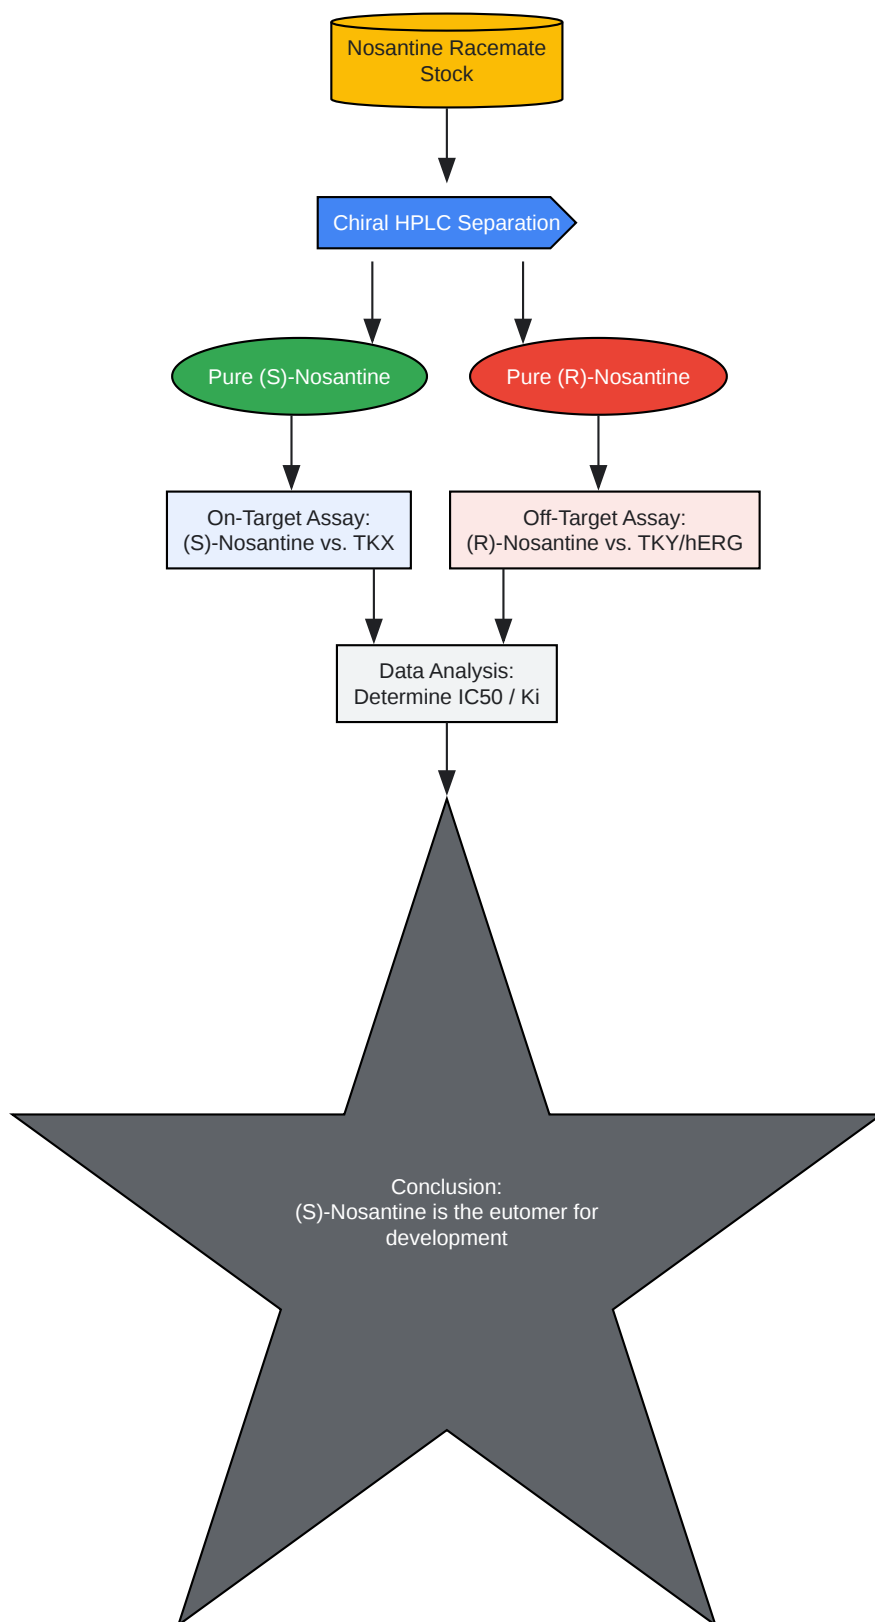 Nosantine Racemate
Stock
Chiral HPLC Separation
Pure (S)-Nosantine
Pure (R)-Nosantine
On-Target Assay:
(S)-Nosantine vs. TKX
Off-Target Assay:
(R)-Nosantine vs. TKY/hERG
Data Analysis:
Determine IC50 / Ki
Conclusion:
(S)-Nosantine is the eutomer for
development